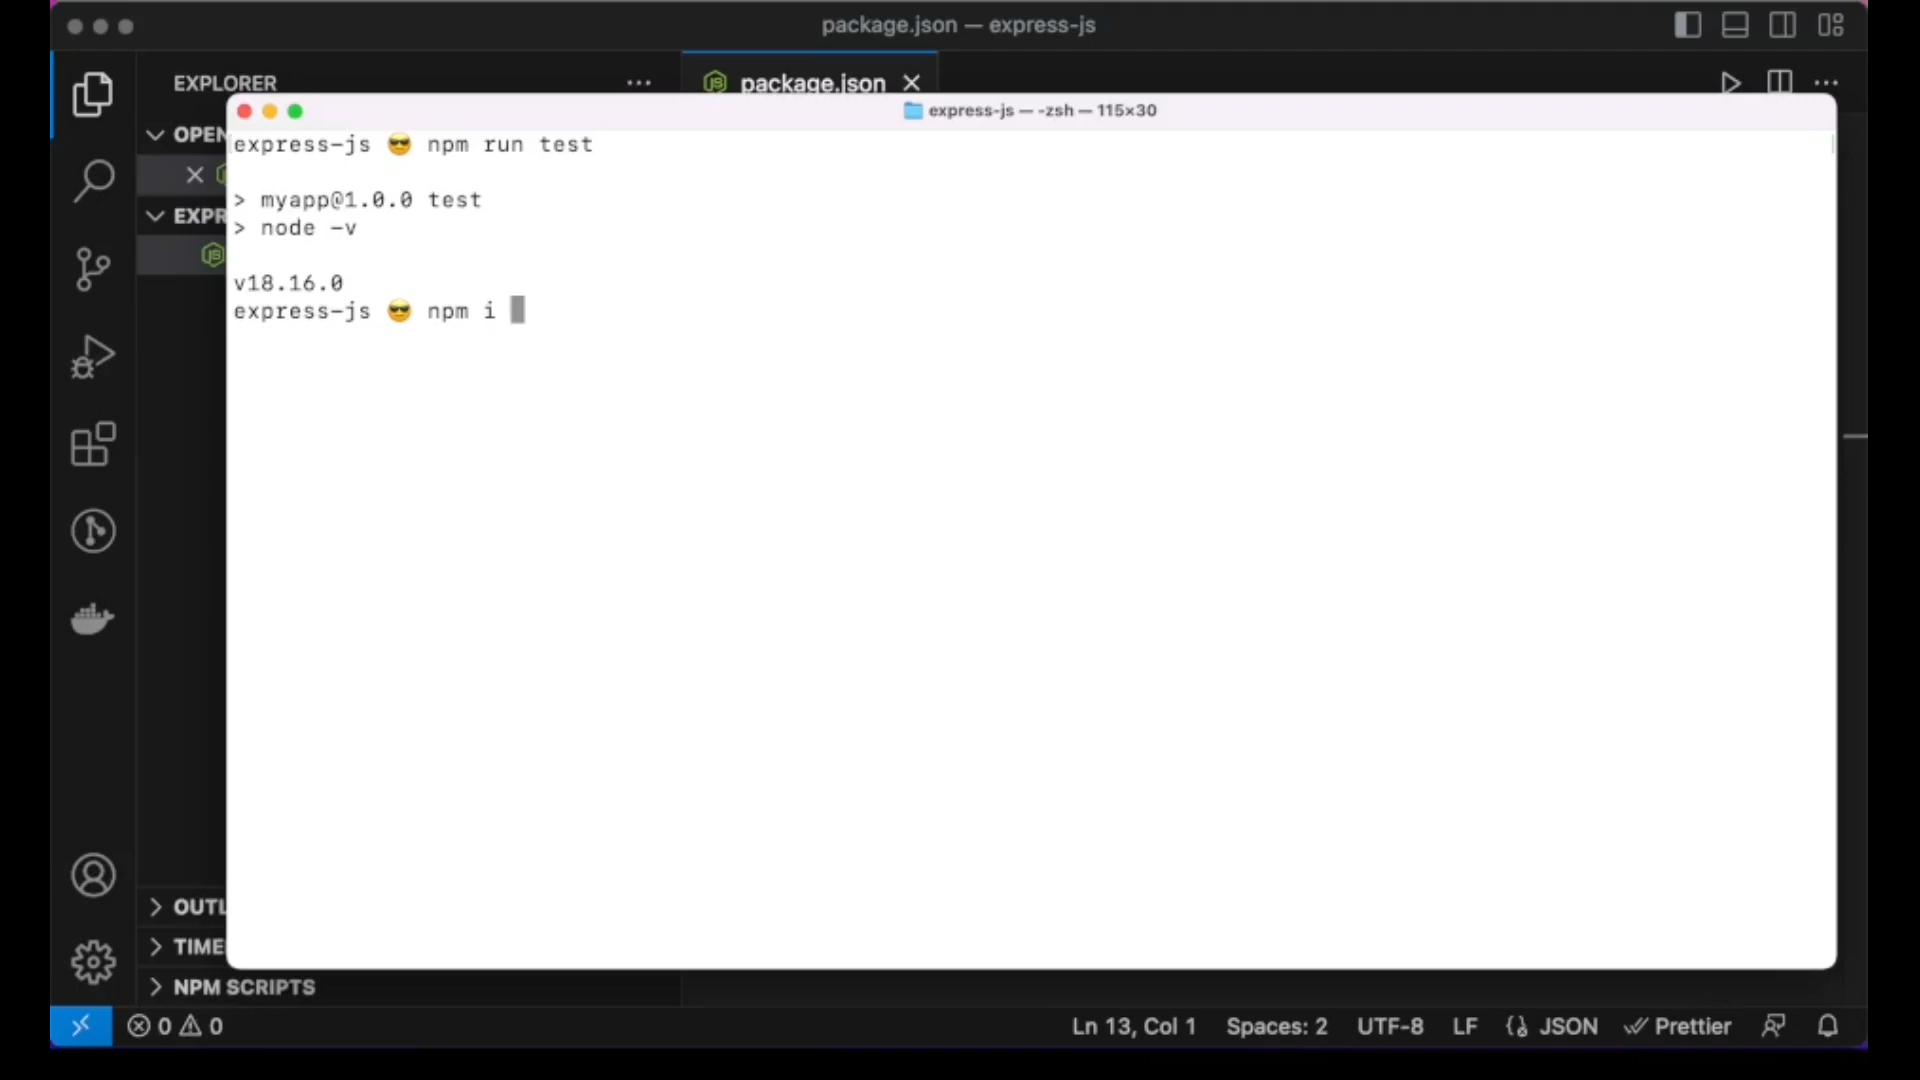 package.json — express-js
EXPLORER
package.json
express-js — -zsh — 115×30
OPEN
EXPR
express-js 😎 npm run test
> myapp@1.0.0 test
> node -v
v18.16.0
express-js 😎 npm i
OUTL
TIME
NPM SCRIPTS
0 0
Ln 13, Col 1
Spaces: 2
UTF-8
LF
JSON
Prettier